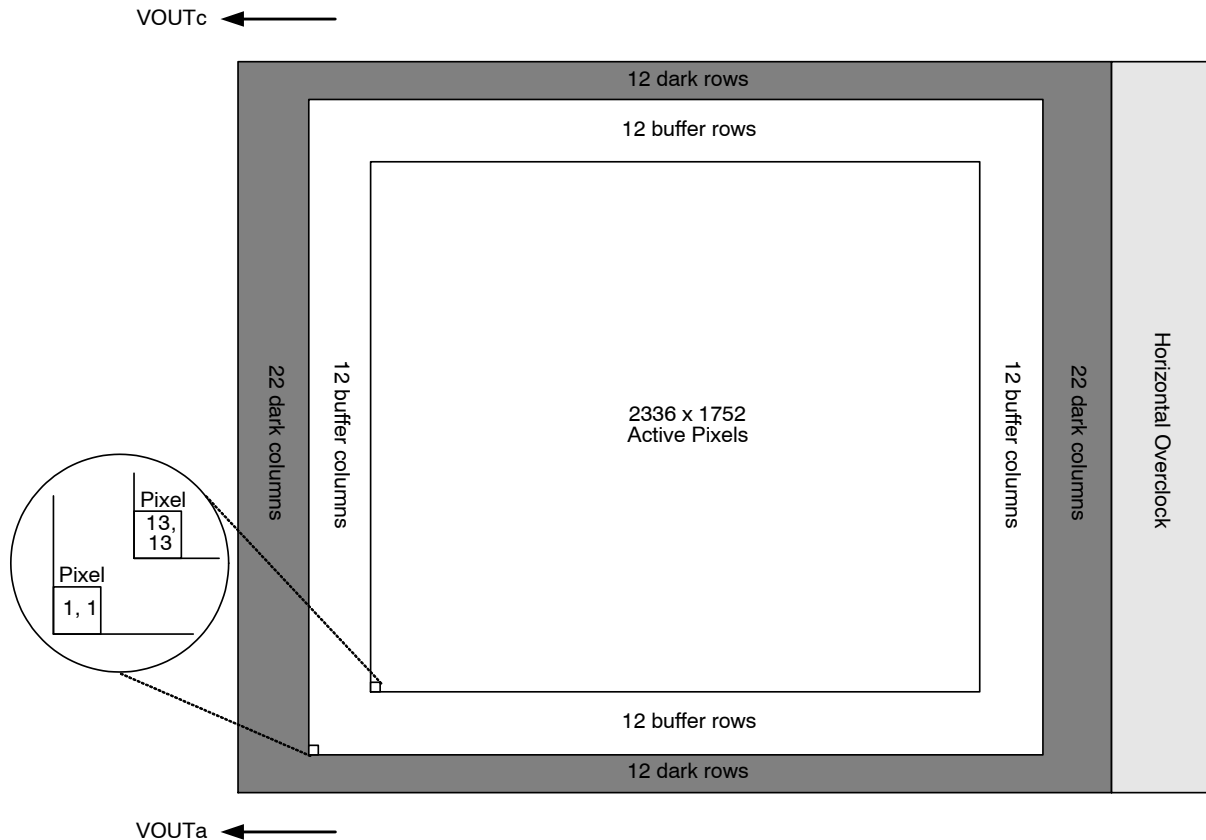 VOUTc
12 dark rows
12 buffer rows
22 dark columns
12 buffer columns
2336 x 1752
Active Pixels
12 buffer columns
22 dark columns
Horizontal Overclock
Pixel
13,
13
Pixel
1, 1
12 buffer rows
12 dark rows
VOUTa